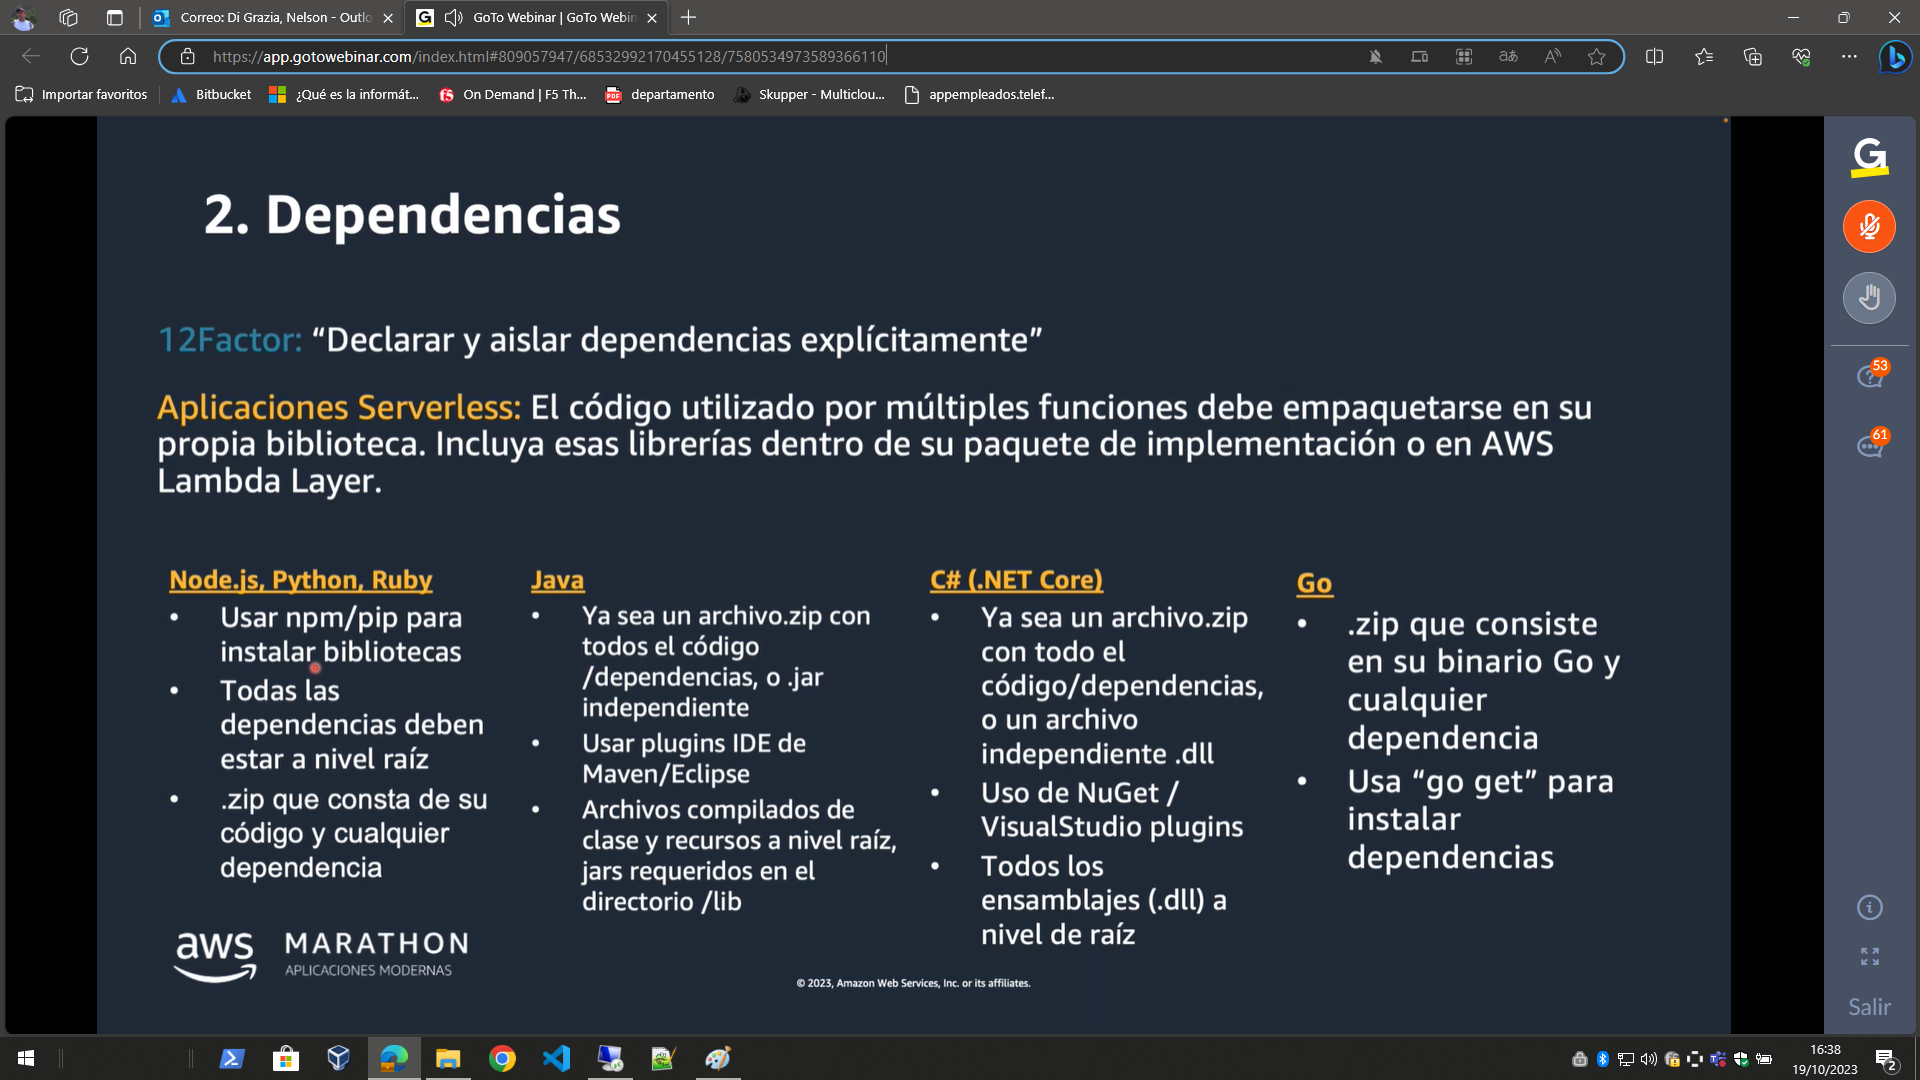 Correo: Di Grazia, Nelson - Outlo
GoTo Webinar | GoTo Webin
https://app.gotowebinar.com/index.html#809057947/68532992170455128/7580534973589366110
Importar favoritos
Bitbucket
¿Qué es la informát...
On Demand | F5 Th...
departamento
Skupper - Multiclou...
appempleados.telef...
2. Dependencias
12Factor: “Declarar y aislar dependencias explícitamente”
Aplicaciones Serverless: El código utilizado por múltiples funciones debe empaquetarse en su
propia biblioteca. Incluya esas librerías dentro de su paquete de implementación o en AWS
Lambda Layer.
Node.js, Python, Ruby
• Usar npm/pip para
instalar bibliotecas
• Todas las
dependencias deben
estar a nivel raíz
• .zip que consta de su
código y cualquier
dependencia
Java
• Ya sea un archivo.zip con
todos el código
/dependencias, o .jar
independiente
• Usar plugins IDE de
Maven/Eclipse
• Archivos compilados de
clase y recursos a nivel raíz,
jars requeridos en el
directorio /lib
C# (.NET Core)
• Ya sea un archivo.zip
con todo el
código/dependencias,
o un archivo
independiente .dll
• Uso de NuGet /
VisualStudio plugins
• Todos los
ensamblajes (.dll) a
nivel de raíz
Go
• .zip que consiste
en su binario Go y
cualquier
dependencia
• Usa “go get” para
instalar
dependencias
aws
MARATHON
APLICACIONES MODERNAS
© 2023, Amazon Web Services, Inc. or its affiliates.
G
53
61
Salir
16:38
19/10/2023
2